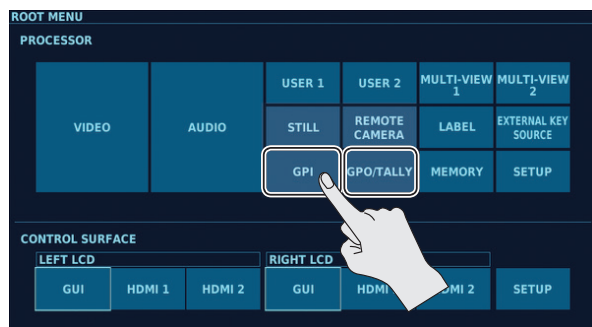 ROOT MENU
PROCESSOR
VIDEO
AUDIO
USER 1
USER 2
MULTI-VIEW
1
MULTI-VIEW
2
STILL
REMOTE
CAMERA
LABEL
EXTERNAL KEY
SOURCE
GPI
GPO/TALLY
MEMORY
SETUP
CONTROL SURFACE
LEFT LCD
RIGHT LCD
GUI
HDMI 1
HDMI 2
GUI
HDMI
2
SETUP